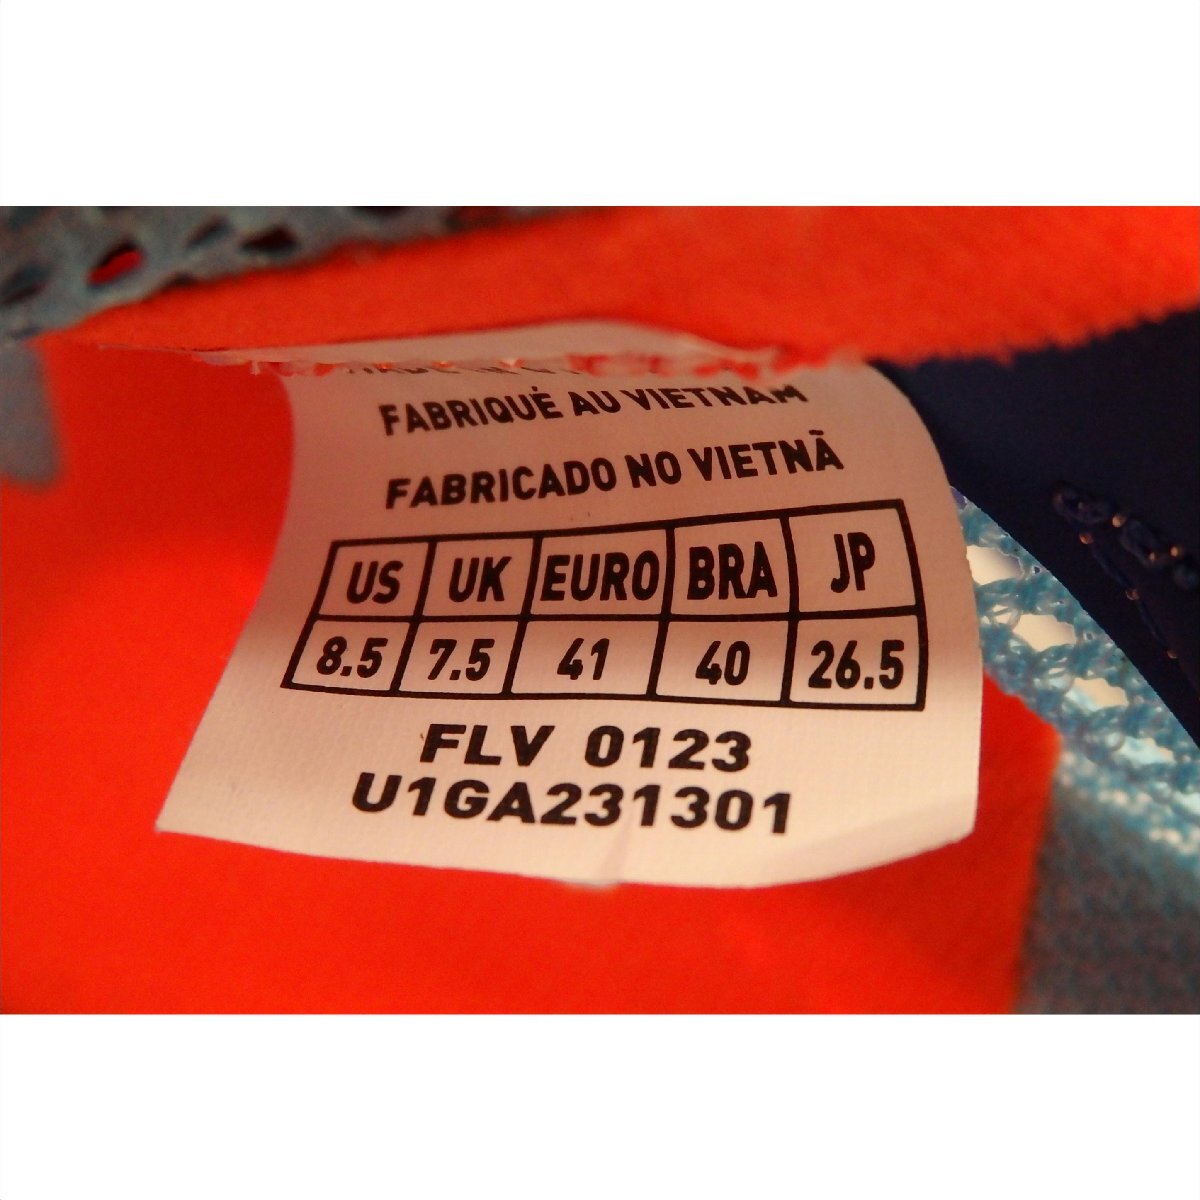 FABRIQUÉ AU VIETNAM
FABRICADO NO VIETNÃ
US UK EURO BRA JP
8.5 7.5 41 40 26.5
FLV 0123
U1GA231301